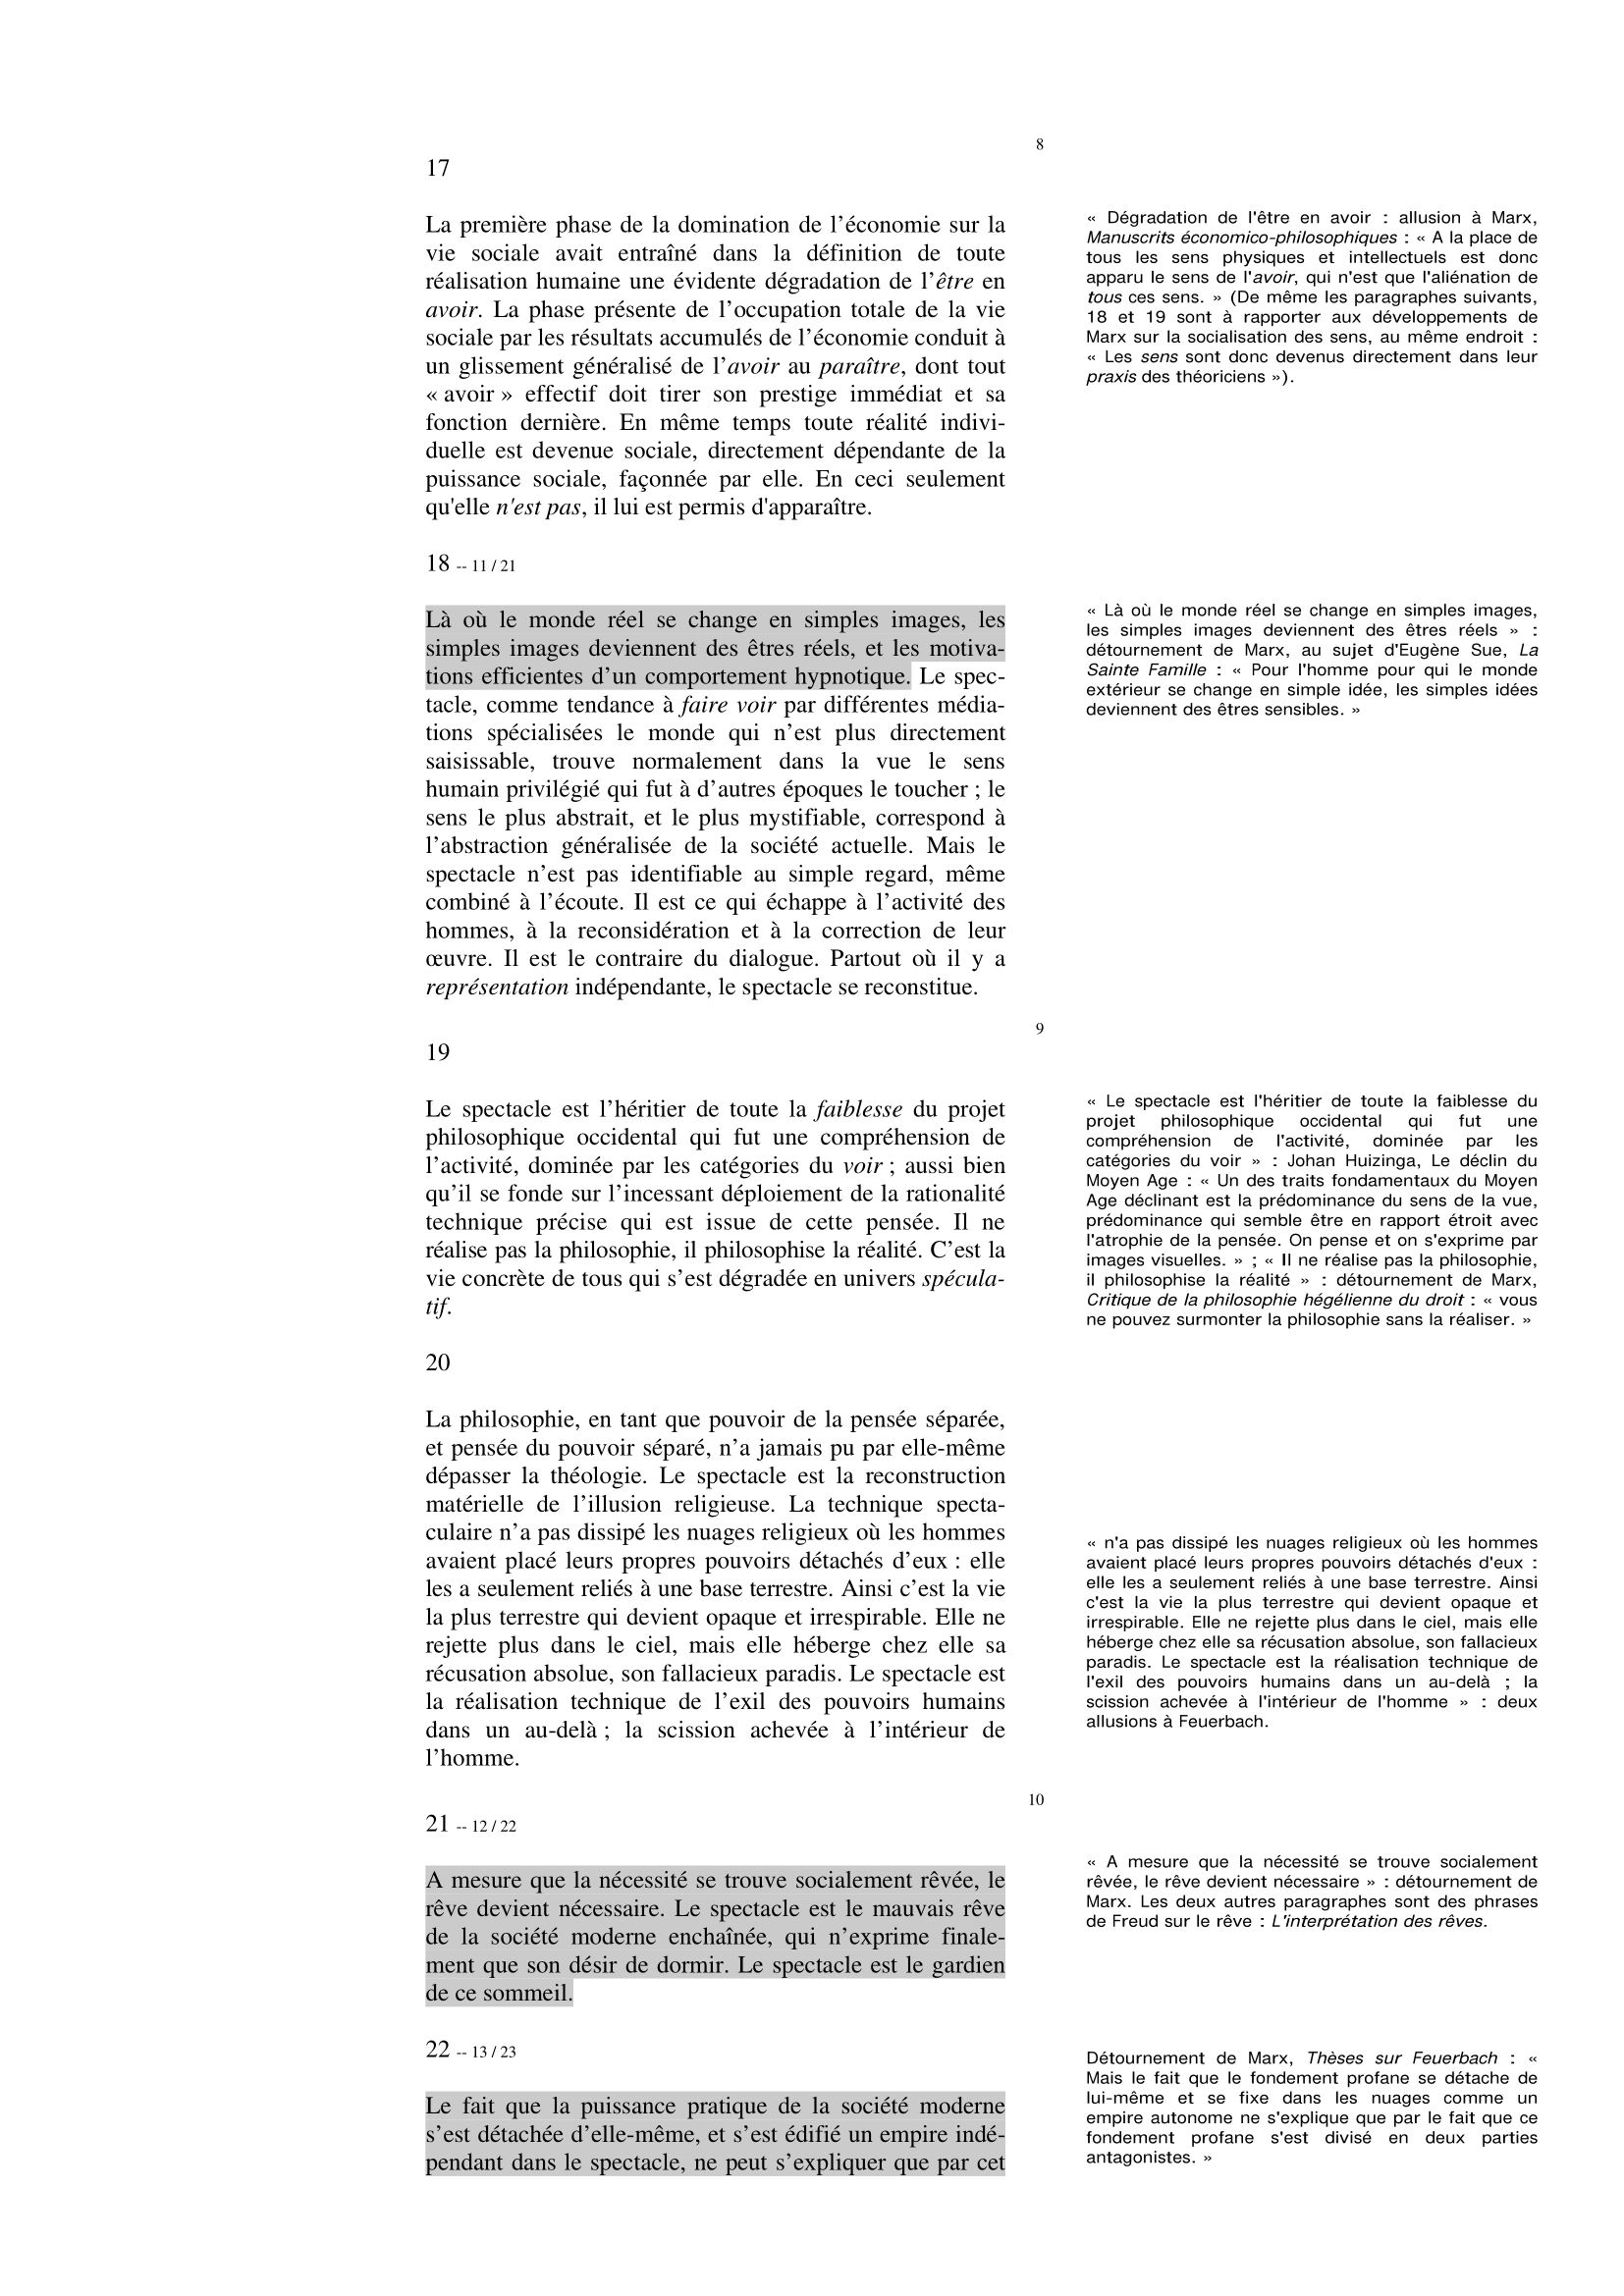 8
17
La première phase de la domination de l’économie sur la
vie sociale avait entraîné dans la définition de toute
réalisation humaine une évidente dégradation de l’être en
avoir. La phase présente de l’occupation totale de la vie
sociale par les résultats accumulés de l’économie conduit à
un glissement généralisé de l’avoir au paraître, dont tout
« avoir » effectif doit tirer son prestige immédiat et sa
fonction dernière. En même temps toute réalité indivi-
duelle est devenue sociale, directement dépendante de la
puissance sociale, façonnée par elle. En ceci seulement
qu'elle n'est pas, il lui est permis d'apparaître.
« Dégradation de l'être en avoir : allusion à Marx,
Manuscrits économico-philosophiques : « A la place de
tous les sens physiques et intellectuels est donc
apparu le sens de l'avoir, qui n'est que l'aliénation de
tous ces sens. » (De même les paragraphes suivants,
18 et 19 sont à rapporter aux développements de
Marx sur la socialisation des sens, au même endroit :
« Les sens sont donc devenus directement dans leur
praxis des théoriciens »).
18 -- 11 / 21
Là où le monde réel se change en simples images, les
simples images deviennent des êtres réels, et les motiva-
tions efficientes d’un comportement hypnotique. Le spec-
tacle, comme tendance à faire voir par différentes média-
tions spécialisées le monde qui n’est plus directement
saisissable, trouve normalement dans la vue le sens
humain privilégié qui fut à d’autres époques le toucher ; le
sens le plus abstrait, et le plus mystifiable, correspond à
l’abstraction généralisée de la société actuelle. Mais le
spectacle n’est pas identifiable au simple regard, même
combiné à l’écoute. Il est ce qui échappe à l’activité des
hommes, à la reconsidération et à la correction de leur
œuvre. Il est le contraire du dialogue. Partout où il y a
représentation indépendante, le spectacle se reconstitue.
« Là où le monde réel se change en simples images,
les simples images deviennent des êtres réels » :
détournement de Marx, au sujet d'Eugène Sue, La
Sainte Famille : « Pour l'homme pour qui le monde
extérieur se change en simple idée, les simples idées
deviennent des êtres sensibles. »
9
19
Le spectacle est l’héritier de toute la faiblesse du projet
philosophique occidental qui fut une compréhension de
l’activité, dominée par les catégories du voir ; aussi bien
qu’il se fonde sur l’incessant déploiement de la rationalité
technique précise qui est issue de cette pensée. Il ne
réalise pas la philosophie, il philosophise la réalité. C’est la
vie concrète de tous qui s’est dégradée en univers spécula-
tif.
« Le spectacle est l'héritier de toute la faiblesse du
projet philosophique occidental qui fut une
compréhension de l'activité, dominée par les
catégories du voir » : Johan Huizinga, Le déclin du
Moyen Age : « Un des traits fondamentaux du Moyen
Age déclinant est la prédominance du sens de la vue,
prédominance qui semble être en rapport étroit avec
l'atrophie de la pensée. On pense et on s'exprime par
images visuelles. » ; « Il ne réalise pas la philosophie,
il philosophise la réalité » : détournement de Marx,
Critique de la philosophie hégélienne du droit : « vous
ne pouvez surmonter la philosophie sans la réaliser. »
20
La philosophie, en tant que pouvoir de la pensée séparée,
et pensée du pouvoir séparé, n’a jamais pu par elle-même
dépasser la théologie. Le spectacle est la reconstruction
matérielle de l’illusion religieuse. La technique specta-
culaire n’a pas dissipé les nuages religieux où les hommes
avaient placé leurs propres pouvoirs détachés d’eux : elle
les a seulement reliés à une base terrestre. Ainsi c’est la vie
la plus terrestre qui devient opaque et irrespirable. Elle ne
rejette plus dans le ciel, mais elle héberge chez elle sa
récusation absolue, son fallacieux paradis. Le spectacle est
la réalisation technique de l’exil des pouvoirs humains
dans un au-delà ; la scission achevée à l’intérieur de
l’homme.
« n'a pas dissipé les nuages religieux où les hommes
avaient placé leurs propres pouvoirs détachés d'eux :
elle les a seulement reliés à une base terrestre. Ainsi
c'est la vie la plus terrestre qui devient opaque et
irrespirable. Elle ne rejette plus dans le ciel, mais elle
héberge chez elle sa récusation absolue, son fallacieux
paradis. Le spectacle est la réalisation technique de
l'exil des pouvoirs humains dans un au-delà ; la
scission achevée à l'intérieur de l'homme » : deux
allusions à Feuerbach.
10
21 -- 12 / 22
A mesure que la nécessité se trouve socialement rêvée, le
rêve devient nécessaire. Le spectacle est le mauvais rêve
de la société moderne enchaînée, qui n’exprime finale-
ment que son désir de dormir. Le spectacle est le gardien
de ce sommeil.
« A mesure que la nécessité se trouve socialement
rêvée, le rêve devient nécessaire » : détournement de
Marx. Les deux autres paragraphes sont des phrases
de Freud sur le rêve : L'interprétation des rêves.
22 -- 13 / 23
Le fait que la puissance pratique de la société moderne
s’est détachée d’elle-même, et s’est édifié un empire indé-
pendant dans le spectacle, ne peut s’expliquer que par cet
Détournement de Marx, Thèses sur Feuerbach : «
Mais le fait que le fondement profane se détache de
lui-même et se fixe dans les nuages comme un
empire autonome ne s'explique que par le fait que ce
fondement profane s'est divisé en deux parties
antagonistes. »